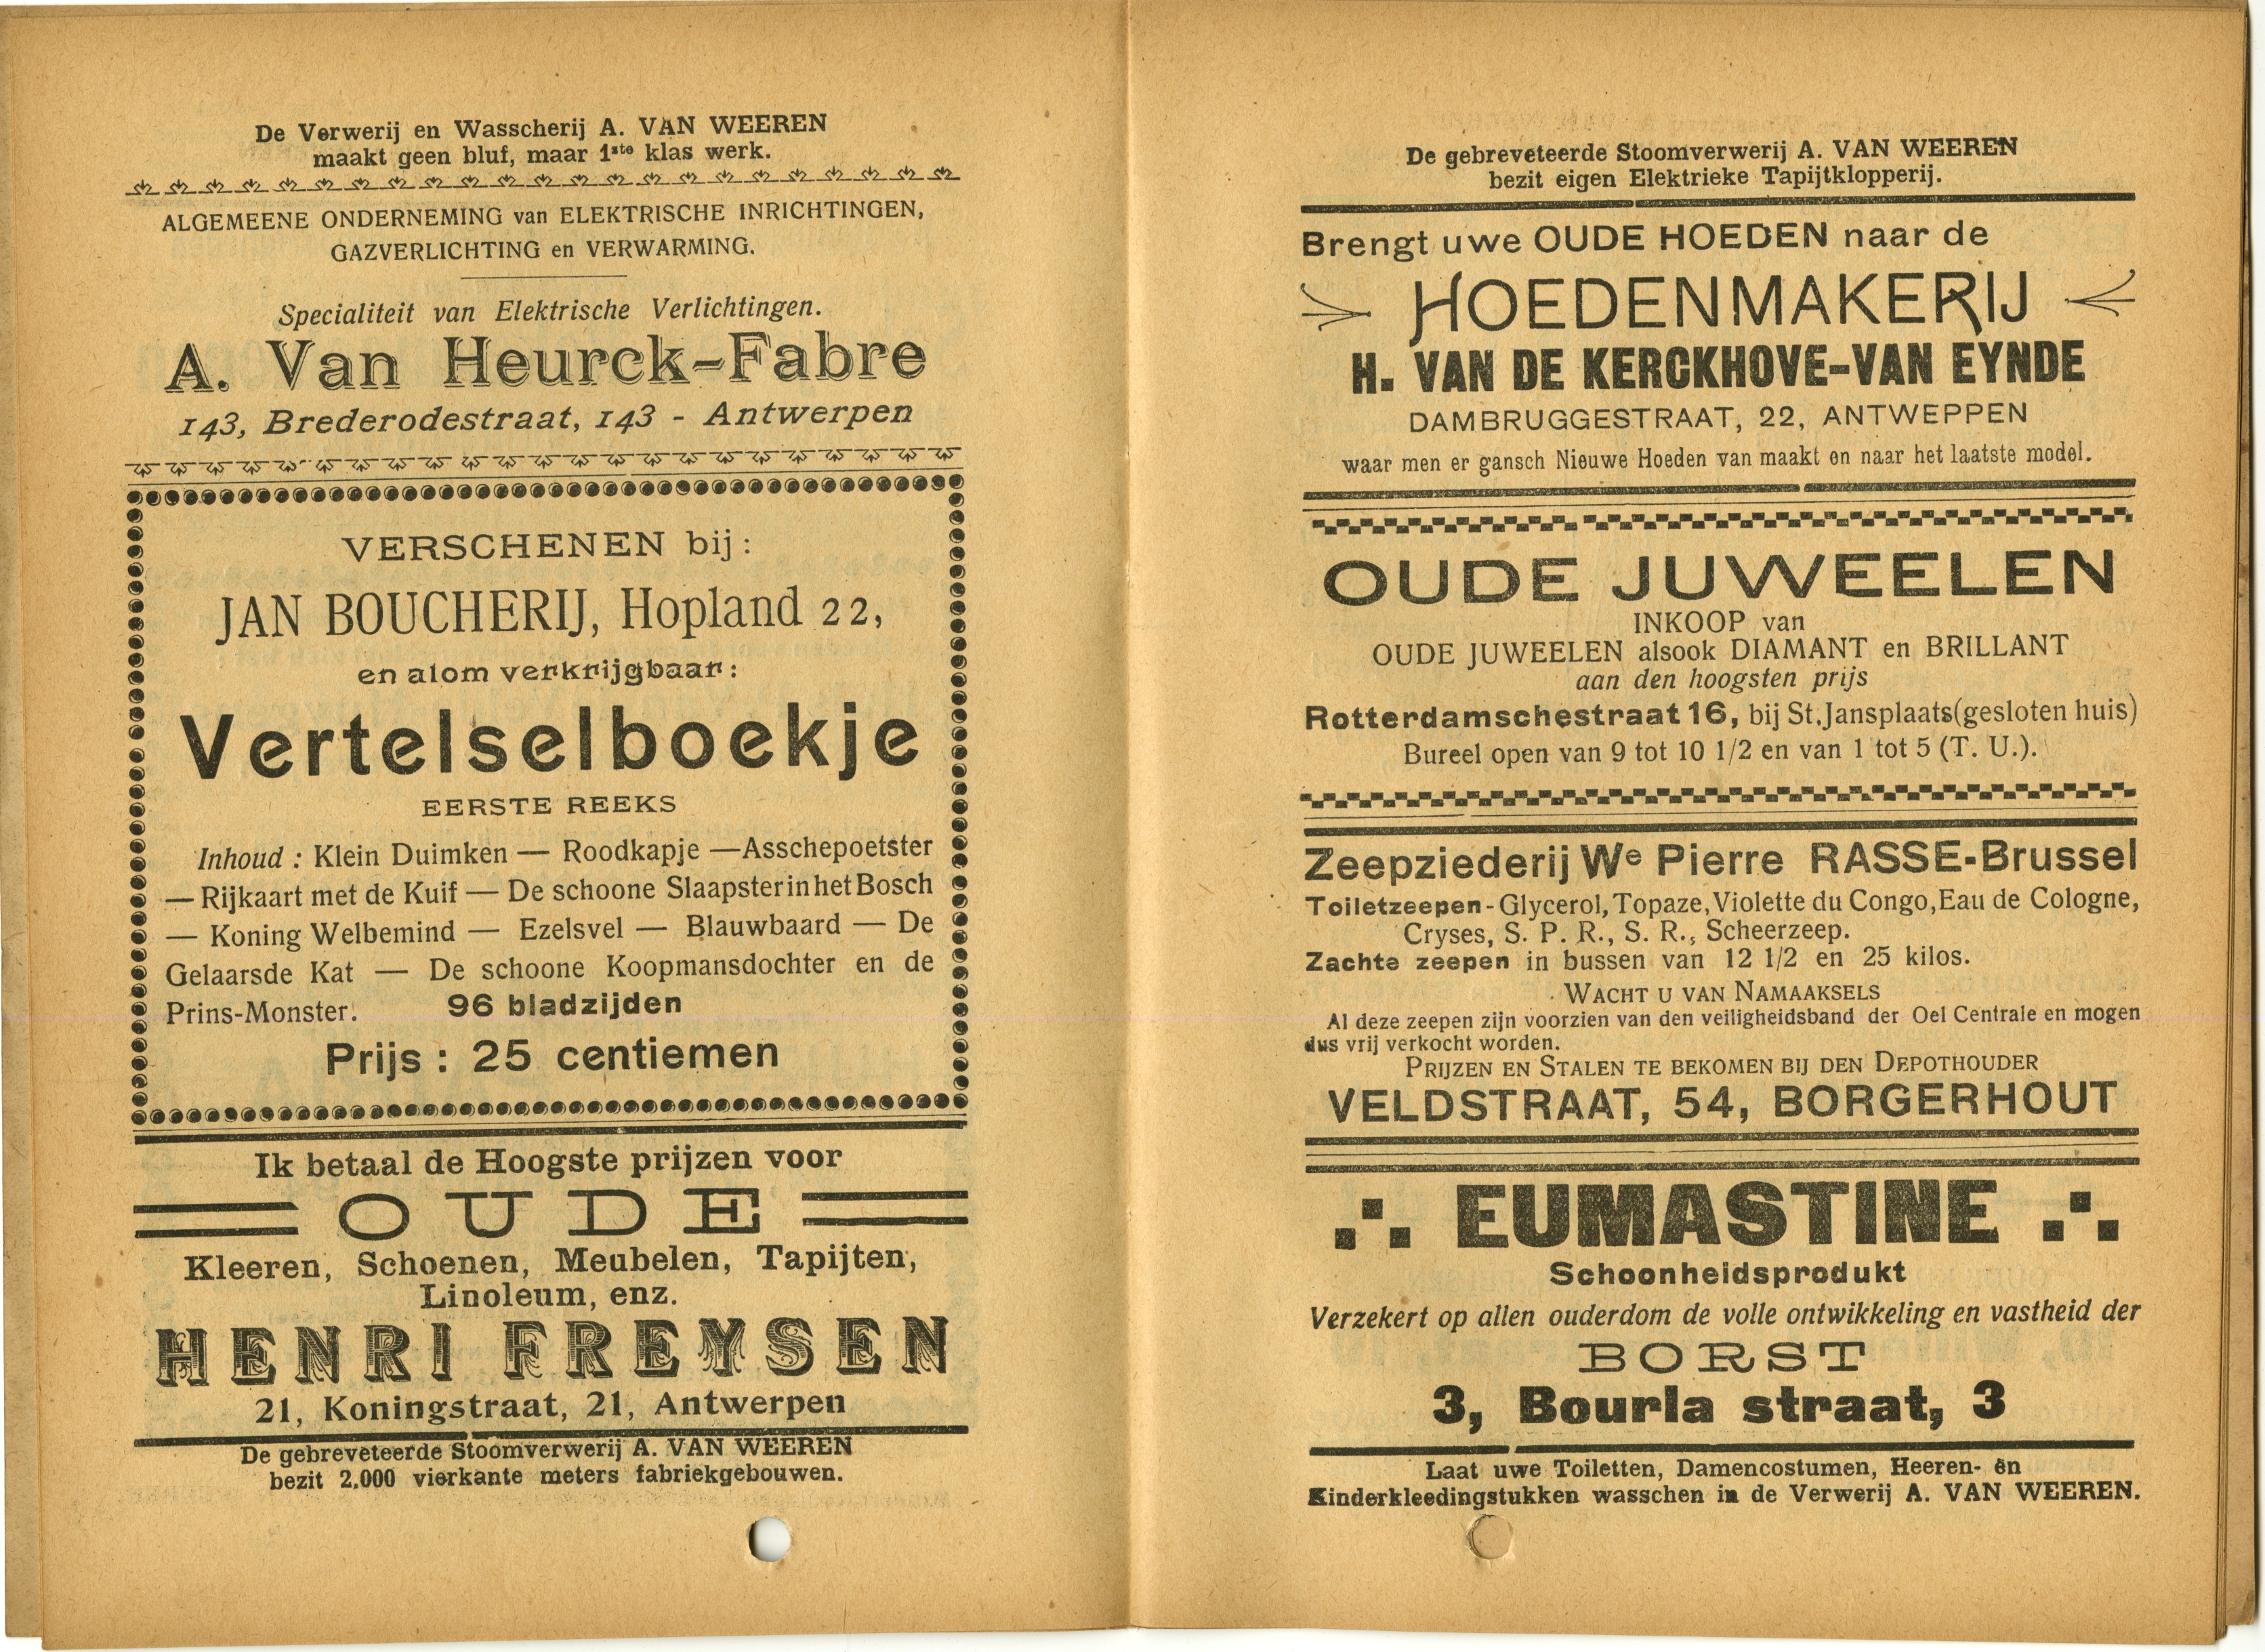 De Verwerij en Wasscherij A. VAN WEEREN
maakt geen bluf, maar 1ste klas werk.
ALGEMEENE ONDERNEMING van ELEKTRISCHE INRICHTINGEN,
GAZVERLICHTING en VERWARMING.
Specialiteit van Elektrische Verlichtingen.
A. Van Heurck-Fabre
143, Brederodestraat, 143 - Antwerpen
VERSCHENEN bij:
JAN BOUCHERIJ, Hopland 22,
en alom verkrijgbaar:
Vertelselboekje
EERSTE REEKS
Inhoud : Klein Duimken — Roodkapje —Asschepoetster
— Rijkaart met de Kuif — De schoone Slaapster in het Bosch
— Koning Welbemind — Ezelsvel — Blauwbaard — De
Gelaarsde Kat — De schoone Koopmansdochter en de
Prins-Monster. 96 bladzijden
Prijs : 25 centiemen
Ik betaal de Hoogste prijzen voor
OUDE
Kleeren, Schoenen, Meubelen, Tapijten,
Linoleum, enz.
HENRI FREYSEN
21, Koningstraat, 21, Antwerpen
De gebreveteerde Stoomverwerij A. VAN WEEREN
bezit 2.000 vierkante meters fabriekgebouwen.
De gebreveteerde Stoomverwerij A. VAN WEEREN
bezit eigen Elektrieke Tapijtklopperij.
Brengt uwe OUDE HOEDEN naar de
HOEDENMAKERIJ
H. VAN DE KERCKHOVE-VAN EYNDE
DAMBRUGGESTRAAT, 22, ANTWEPPEN
waar men er gansch Nieuwe Hoeden van maakt en naar het laatste model.
OUDE JUWEELEN
INKOOP van
OUDE JUWEELEN alsook DIAMANT en BRILLANT
aan den hoogsten prijs
Rotterdamschestraat 16, bij St. Jansplaats (gesloten huis)
Bureel open van 9 tot 10 1/2 en van 1 tot 5 (T. U.).
Zeepziederij We Pierre RASSE-Brussel
Toiletzeepen - Glycerol, Topaze, Violette du Congo, Eau de Cologne,
Cryses, S. P. R., S. R., Scheerzeep.
Zachte zeepen in bussen van 12 1/2 en 25 kilos.
WACHT U VAN NAMAAKSELS
Al deze zeepen zijn voorzien van den veiligheidsband der Oel Centrale en mogen
dus vrij verkocht worden.
PRIJZEN EN STALEN TE BEKOMEN BIJ DEN DEPOTHOUDER
VELDSTRAAT, 54, BORGERHOUT
EUMASTINE
Schoonheidsprodukt
Verzekert op allen ouderdom de volle ontwikkeling en vastheid der
BORST
3, Bourla straat, 3
Laat uwe Toiletten, Damencostumen, Heeren- en
Kinderkleedingstukken wasschen in de Verwerij A. VAN WEEREN.